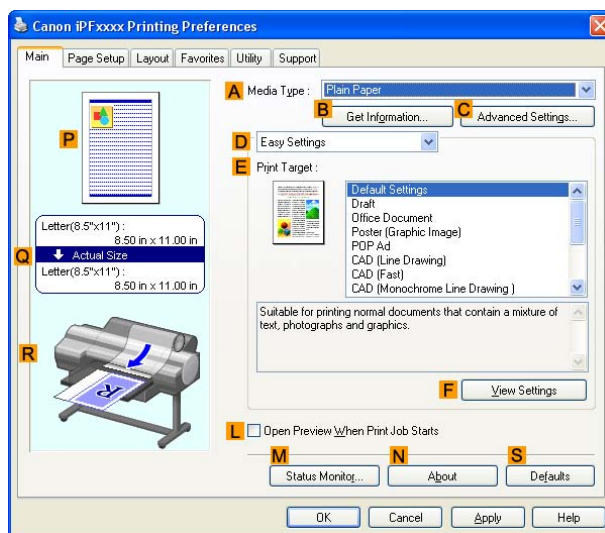 Canon iPFxxxx Printing Preferences
Main Page Setup Layout Favorites Utility Support
A Media Type : Plain Paper
B Get Information... C Advanced Settings...
D Easy Settings
E Print Target :
P
Default Settings
Draft
Office Document
Poster (Graphic Image)
POP Ad
CAD (Line Drawing)
CAD (Fast)
CAD (Monochrome Line Drawing )
Q
Letter(8.5"x11") :
8.50 in x 11.00 in
Actual Size
Letter(8.5"x11") :
8.50 in x 11.00 in
Suitable for printing normal documents that contain a mixture of
text, photographs and graphics.
R
R
F View Settings
L Open Preview When Print Job Starts
M N S
Status Monitor... About Defaults
OK Cancel Apply Help